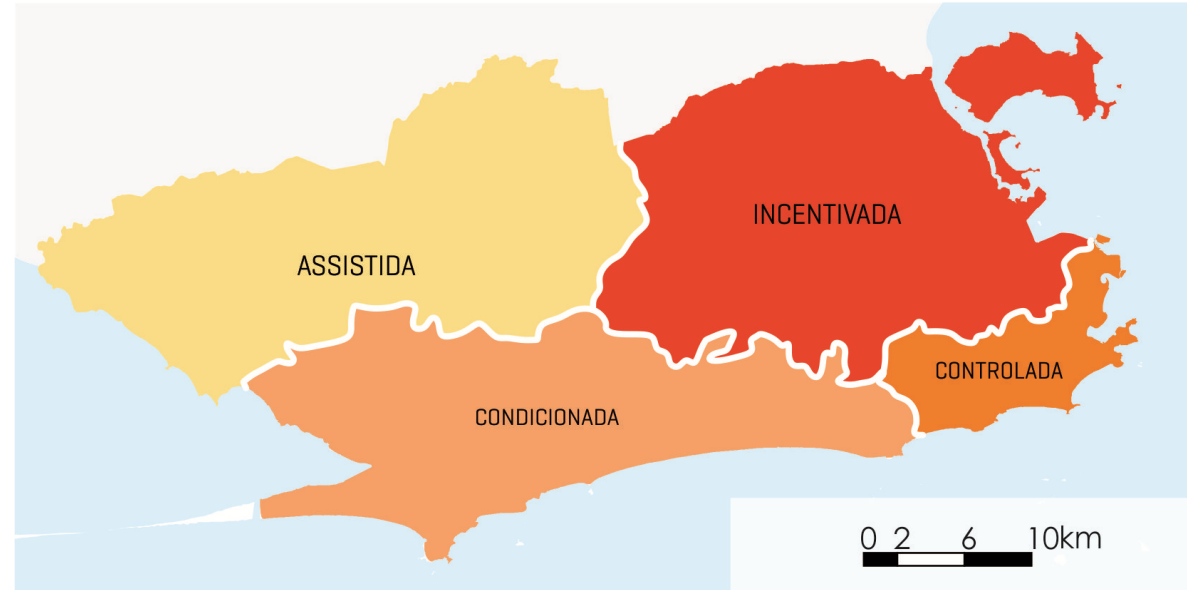 INCENTIVADA
ASSISTIDA
CONTROLADA
CONDICIONADA
0 2 6 10km